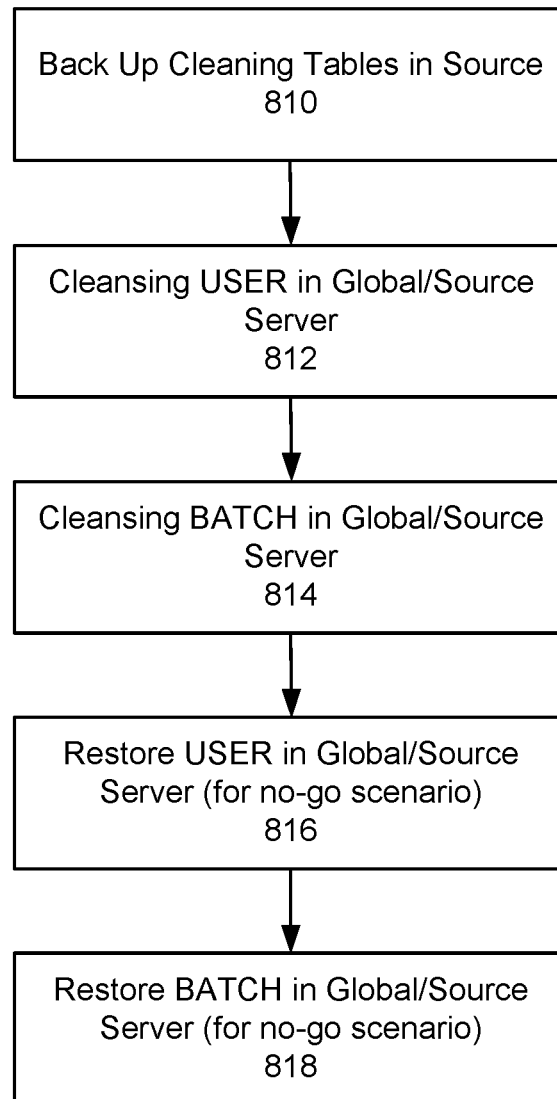 Back Up Cleaning Tables in Source
810
Cleansing USER in Global/Source
Server
812
Cleansing BATCH in Global/Source
Server
814
Restore USER in Global/Source
Server (for no-go scenario)
816
Restore BATCH in Global/Source
Server (for no-go scenario)
818